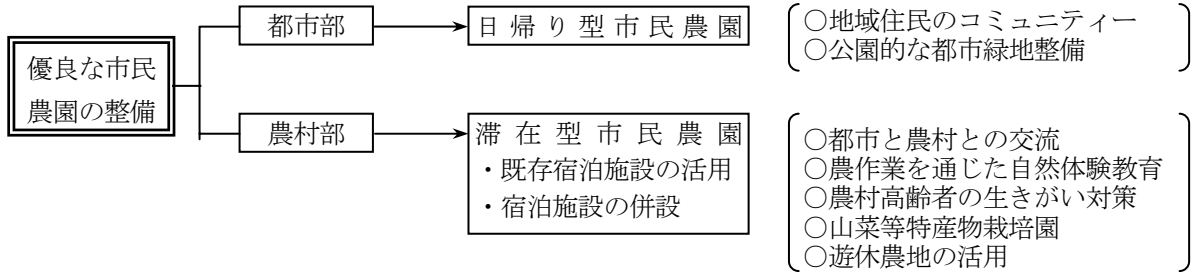 優良な市民
農園の整備
都市部
日帰り型市民農園
○地域住民のコミュニティー
○公園的な都市緑地整備
農村部
滞在型市民農園
・既存宿泊施設の活用
・宿泊施設の併設
○都市と農村との交流
○農作業を通じた自然体験教育
○農村高齢者の生きがい対策
○山菜等特産物栽培園
○遊休農地の活用